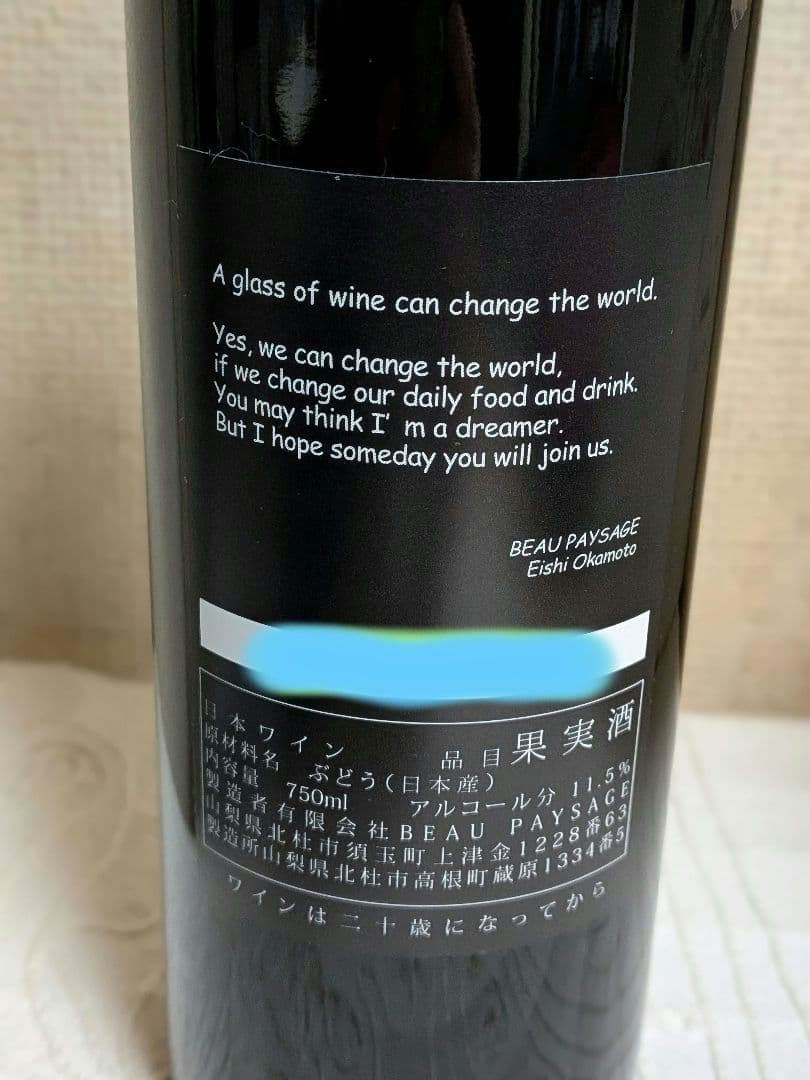 A glass of wine can change the world.
Yes, we can change the world,
if we change our daily food and drink.
You may think I' m a dreamer.
But I hope someday you will join us.
BEAU PAYSAGE
Eishi Okamoto
日本ワイン 品目 果実酒
原材料名 ぶどう(日本産)
内容量 750ml アルコール分 11.5%
製造者 有限会社BEAU PAYSAGE
山梨県北杜市須玉町上津金1228番63
製造所 山梨県北杜市高根町蔵原1334番5
ワインは二十歳になってから